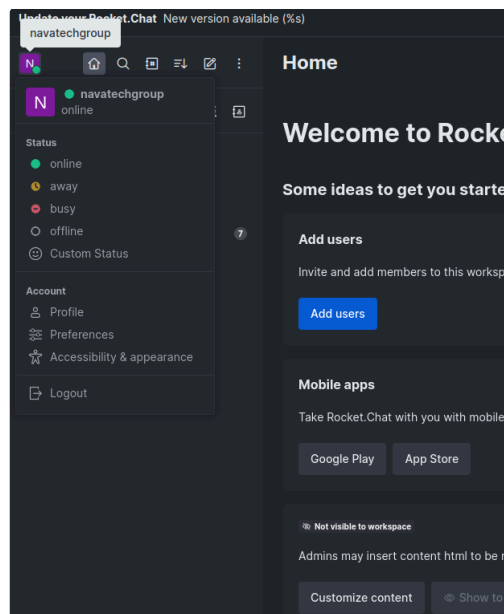 Update your Rocket.Chat New version available (%s)
navatechgroup
N
Home
N
navatechgroup
online
Status
online
away
busy
offline
Custom Status
7
Account
Profile
Preferences
Accessibility & appearance
Logout
Welcome to Rocke
Some ideas to get you starte
Add users
Invite and add members to this worksp
Add users
Mobile apps
Take Rocket.Chat with you with mobile
Google Play App Store
Not visible to workspace
Admins may insert content html to be r
Customize content Show to